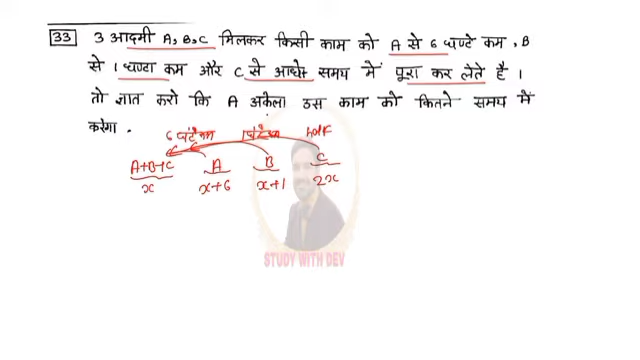 33 3 आदमी A, B, C मिलकर किसी काम को A से 6 घण्टे कम, B
से 1 घण्टा कम और C से आधे समय में पूरा कर लेते है।
तो ज्ञात करो कि A अकेला उस काम को कितने समय में
करेगा.
6 घंटे कम 1 घंटे कम half
A+B+C A B C
x x+6 x+1 2x
STUDY WITH DEV